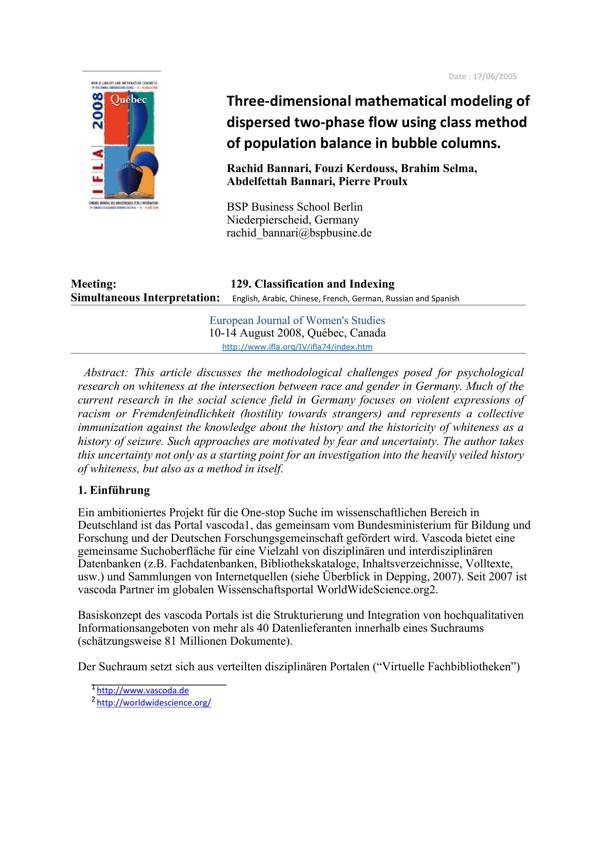 Date : 17/06/2005
WORLD LIBRARY AND INFORMATION CONGRESS:
2008
Québec
IFLA
Three-dimensional mathematical modeling of
dispersed two-phase flow using class method
of population balance in bubble columns.
Rachid Bannari, Fouzi Kerdouss, Brahim Selma,
Abdelfettah Bannari, Pierre Proulx
BSP Business School Berlin
Niederpierscheid, Germany
rachid_bannari@bspbusine.de
Meeting: 129. Classification and Indexing
Simultaneous Interpretation: English, Arabic, Chinese, French, German, Russian and Spanish
European Journal of Women's Studies
10-14 August 2008, Québec, Canada
http://www.ifla.org/IV/ifla74/index.htm
Abstract: This article discusses the methodological challenges posed for psychological
research on whiteness at the intersection between race and gender in Germany. Much of the
current research in the social science field in Germany focuses on violent expressions of
racism or Fremdenfeindlichkeit (hostility towards strangers) and represents a collective
immunization against the knowledge about the history and the historicity of whiteness as a
history of seizure. Such approaches are motivated by fear and uncertainty. The author takes
this uncertainty not only as a starting point for an investigation into the heavily veiled history
of whiteness, but also as a method in itself.
1. Einführung
Ein ambitioniertes Projekt für die One-stop Suche im wissenschaftlichen Bereich in
Deutschland ist das Portal vascoda1, das gemeinsam vom Bundesministerium für Bildung und
Forschung und der Deutschen Forschungsgemeinschaft gefördert wird. Vascoda bietet eine
gemeinsame Suchoberfläche für eine Vielzahl von disziplinären und interdisziplinären
Datenbanken (z.B. Fachdatenbanken, Bibliothekskataloge, Inhaltsverzeichnisse, Volltexte,
usw.) und Sammlungen von Internetquellen (siehe Überblick in Depping, 2007). Seit 2007 ist
vascoda Partner im globalen Wissenschaftsportal WorldWideScience.org2.
Basiskonzept des vascoda Portals ist die Strukturierung und Integration von hochqualitativen
Informationsangeboten von mehr als 40 Datenlieferanten innerhalb eines Suchraums
(schätzungsweise 81 Millionen Dokumente).
Der Suchraum setzt sich aus verteilten disziplinären Portalen (“Virtuelle Fachbibliotheken”)
1 http://www.vascoda.de
2 http://worldwidescience.org/